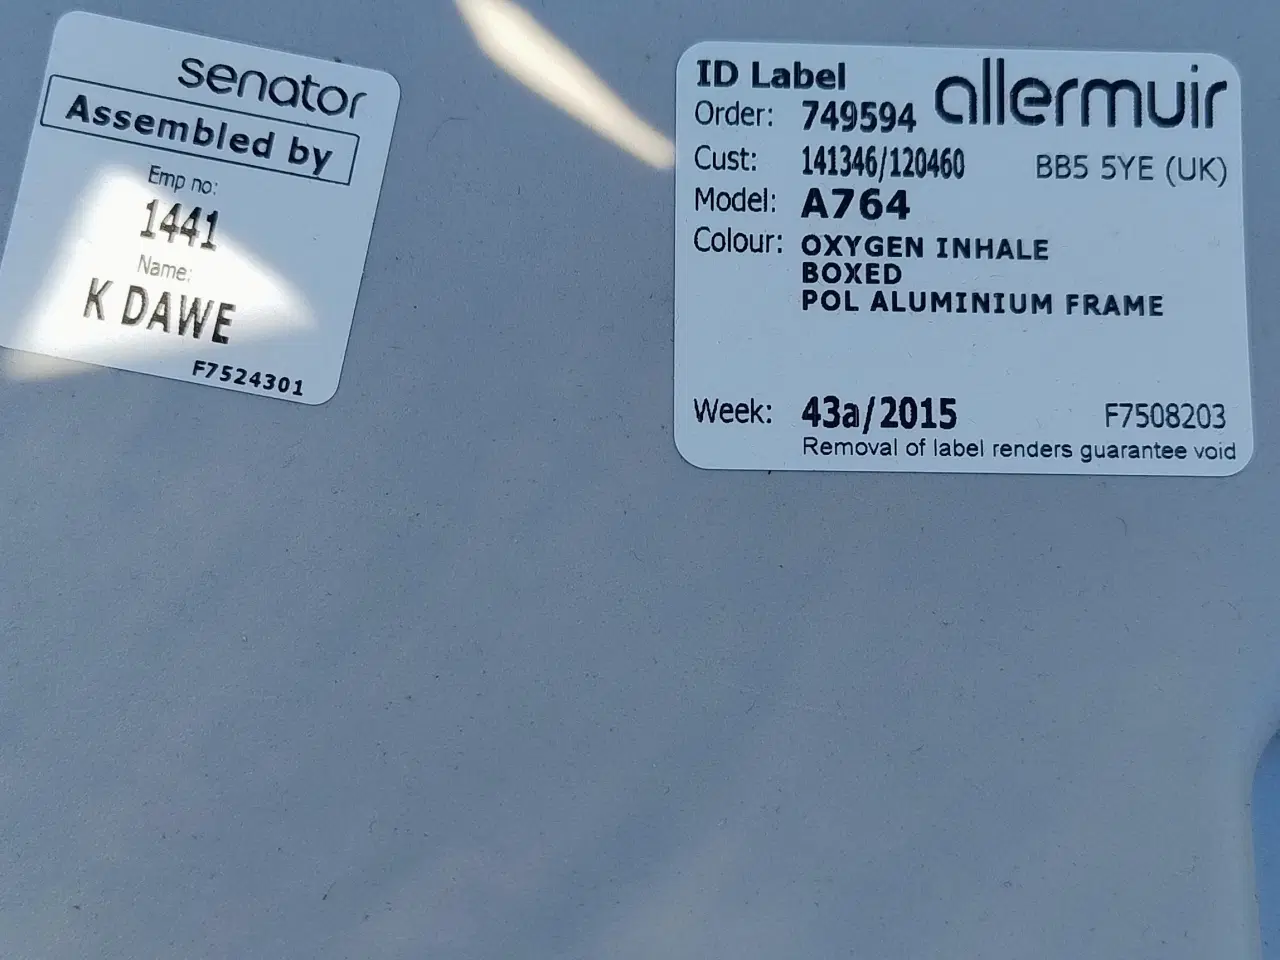 senator
Assembled by
Emp no:
1441
Name:
K DAWE
F7524301
ID Label
allermuir
Order: 749594
Cust: 141346/120460 BB5 5YE (UK)
Model: A764
Colour: OXYGEN INHALE
BOXED
POL ALUMINIUM FRAME
Week: 43a/2015 F7508203
Removal of label renders guarantee void